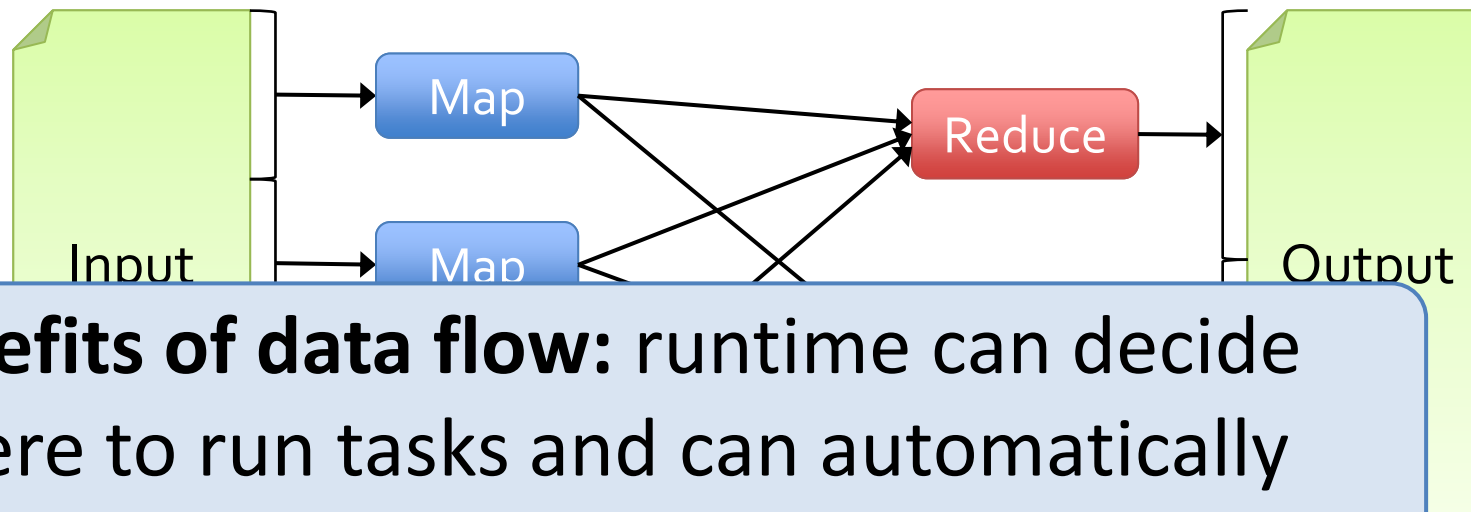 Map
Reduce
Input
Map
Output
efits of data flow: runtime can decide
ere to run tasks and can automatically